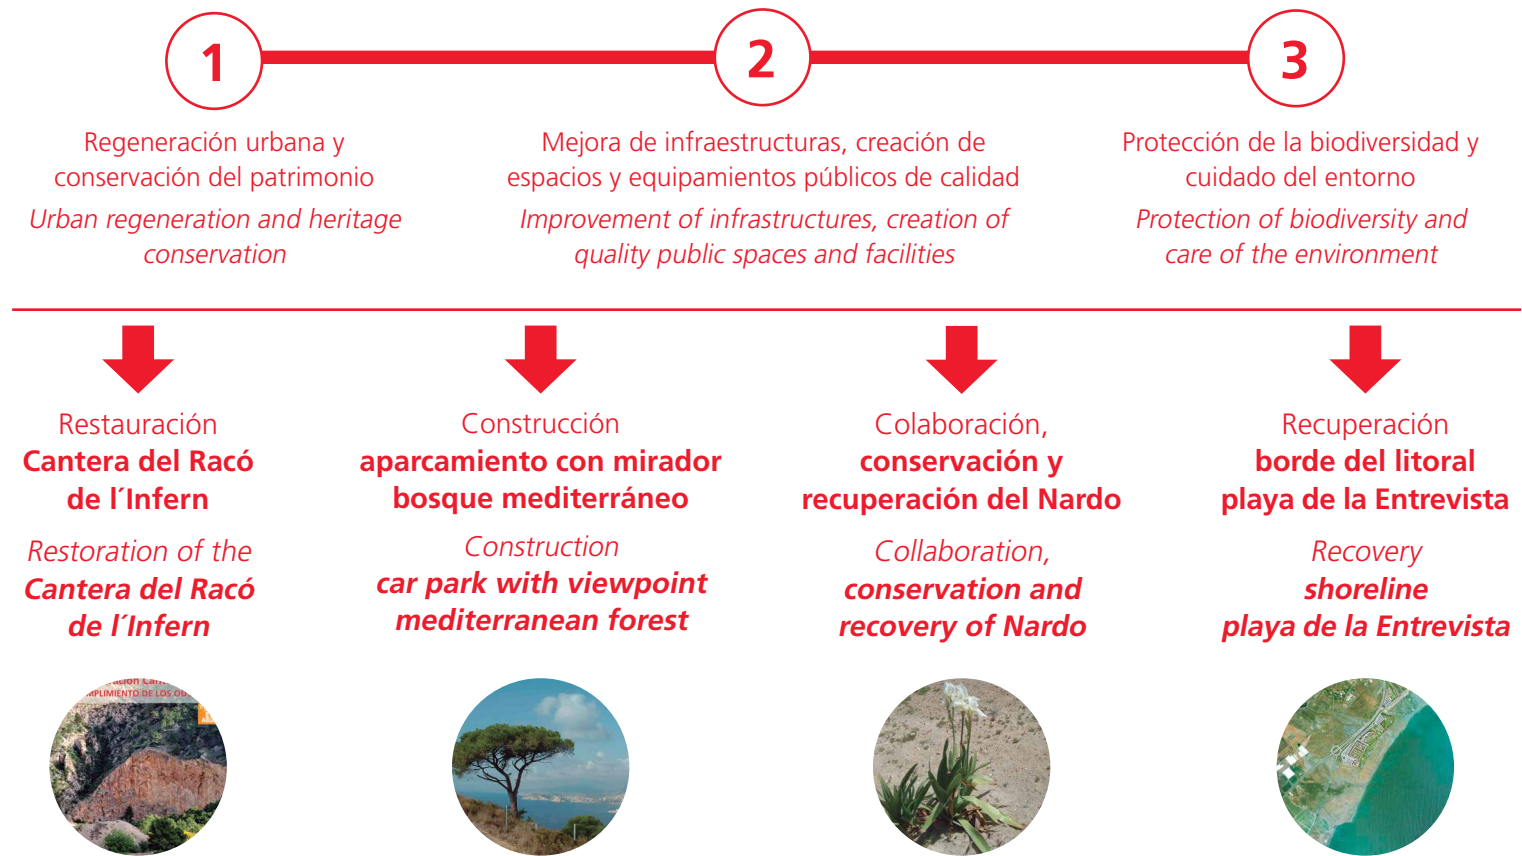 1
2
3
Regeneración urbana y
conservación del patrimonio
Urban regeneration and heritage
conservation
Mejora de infraestructuras, creación de
espacios y equipamientos públicos de calidad
Improvement of infrastructures, creation of
quality public spaces and facilities
Protección de la biodiversidad y
cuidado del entorno
Protection of biodiversity and
care of the environment
Restauración
Cantera del Racó
de l´Infern
Restoration of the
Cantera del Racó
de l´Infern
Construcción
aparcamiento con mirador
bosque mediterráneo
Construction
car park with viewpoint
mediterranean forest
Colaboración,
conservación y
recuperación del Nardo
Collaboration,
conservation and
recovery of Nardo
Recuperación
borde del litoral
playa de la Entrevista
Recovery
shoreline
playa de la Entrevista
DE LOS